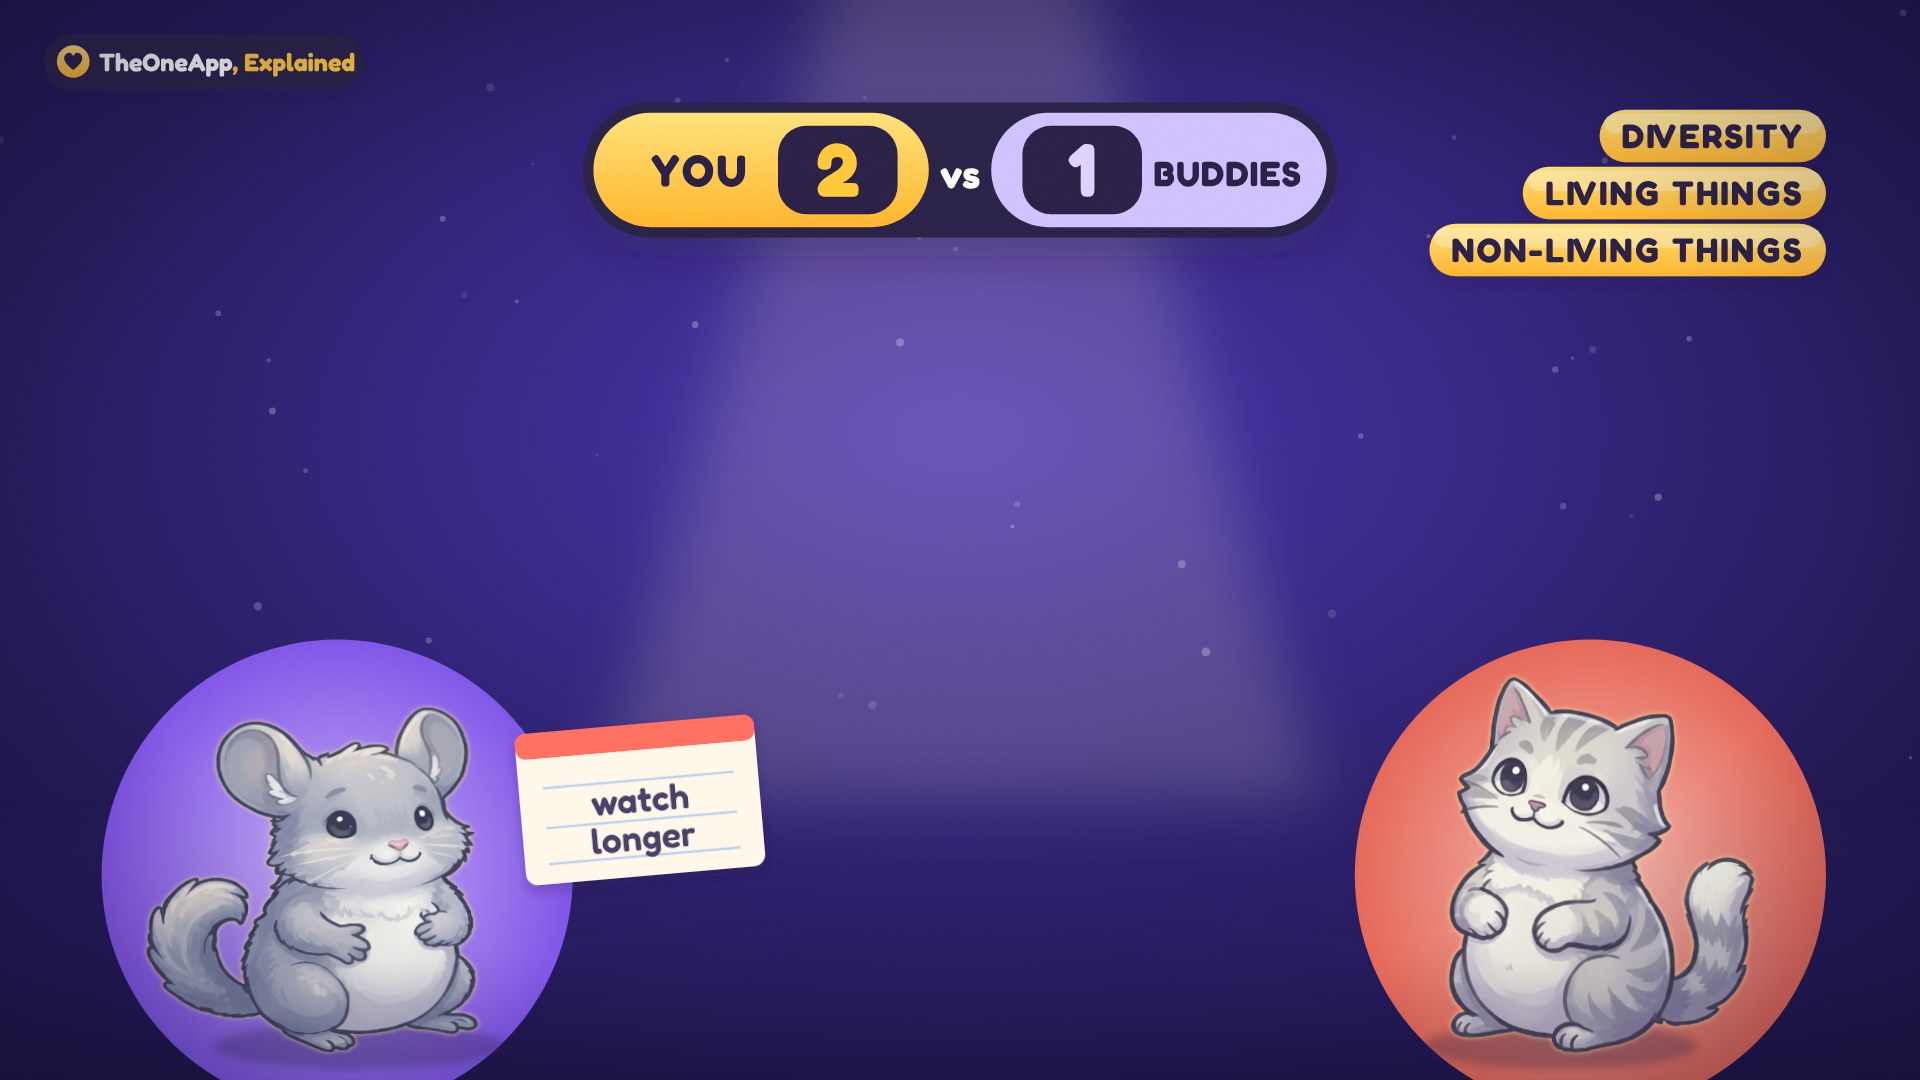 TheOneApp, Explained
YOU 2 vs 1 BUDDIES
DIVERSITY
LIVING THINGS
NON-LIVING THINGS
watch
longer